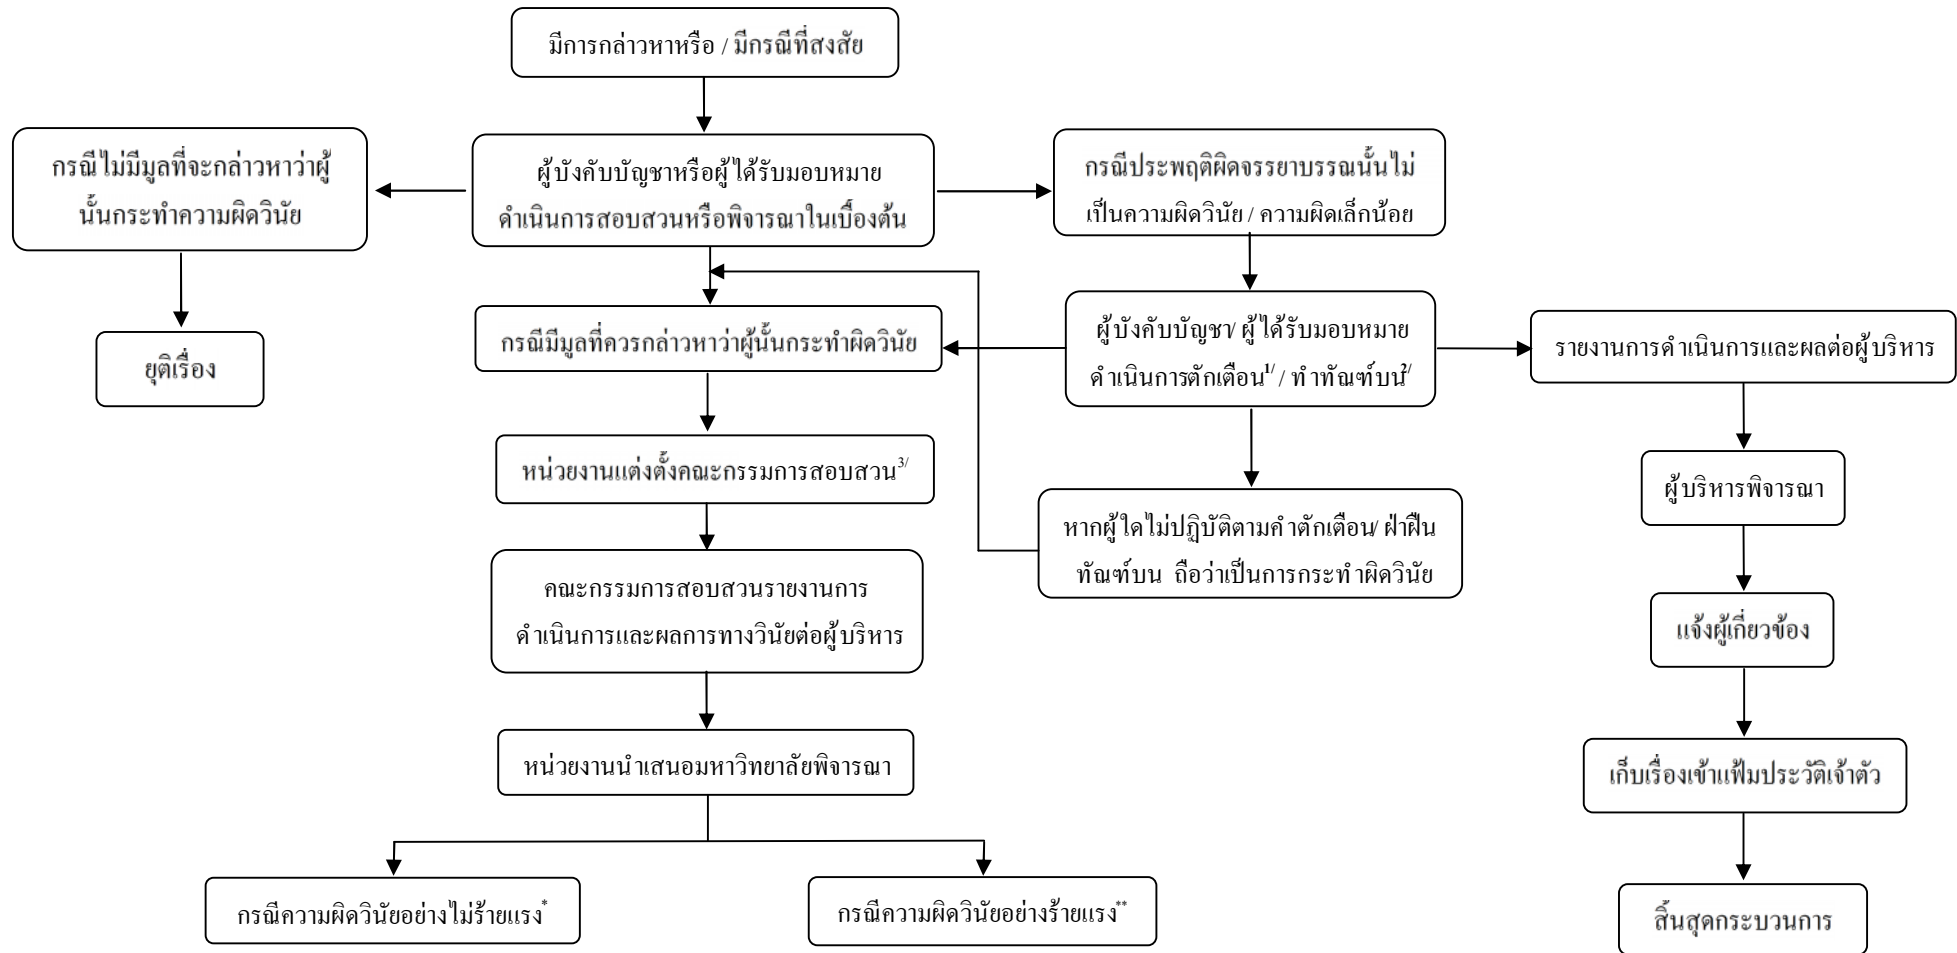 มีการกล่าวหาหรือ / มีกรณีที่สงสัย
กรณีไม่มีมูลที่จะกล่าวหาว่าผู้
นั้นกระทำความผิดวินัย
ผู้บังคับบัญชาหรือผู้ได้รับมอบหมาย
ดำเนินการสอบสวนหรือพิจารณาในเบื้องต้น
กรณีประพฤติผิดจรรยาบรรณนั้นไม่
เป็นความผิดวินัย / ความผิดเล็กน้อย
ยุติเรื่อง
กรณีมีมูลที่ควรกล่าวหาว่าผู้นั้นกระทำผิดวินัย
ผู้บังคับบัญชา/ ผู้ได้รับมอบหมาย
ดำเนินการตักเตือน1/ / ทำทัณฑ์บน2/
รายงานการดำเนินการและผลต่อผู้บริหาร
หน่วยงานแต่งตั้งคณะกรรมการสอบสวน3/
ผู้บริหารพิจารณา
หากผู้ใดไม่ปฏิบัติตามคำตักเตือน/ ฝ่าฝืน
ทัณฑ์บน ถือว่าเป็นการกระทำผิดวินัย
คณะกรรมการสอบสวนรายงานการ
ดำเนินการและผลการทางวินัยต่อผู้บริหาร
แจ้งผู้เกี่ยวข้อง
หน่วยงานนำเสนอมหาวิทยาลัยพิจารณา
เก็บเรื่องเข้าแฟ้มประวัติเจ้าตัว
กรณีความผิดวินัยอย่างไม่ร้ายแรง*
กรณีความผิดวินัยอย่างร้ายแรง**
สิ้นสุดกระบวนการ